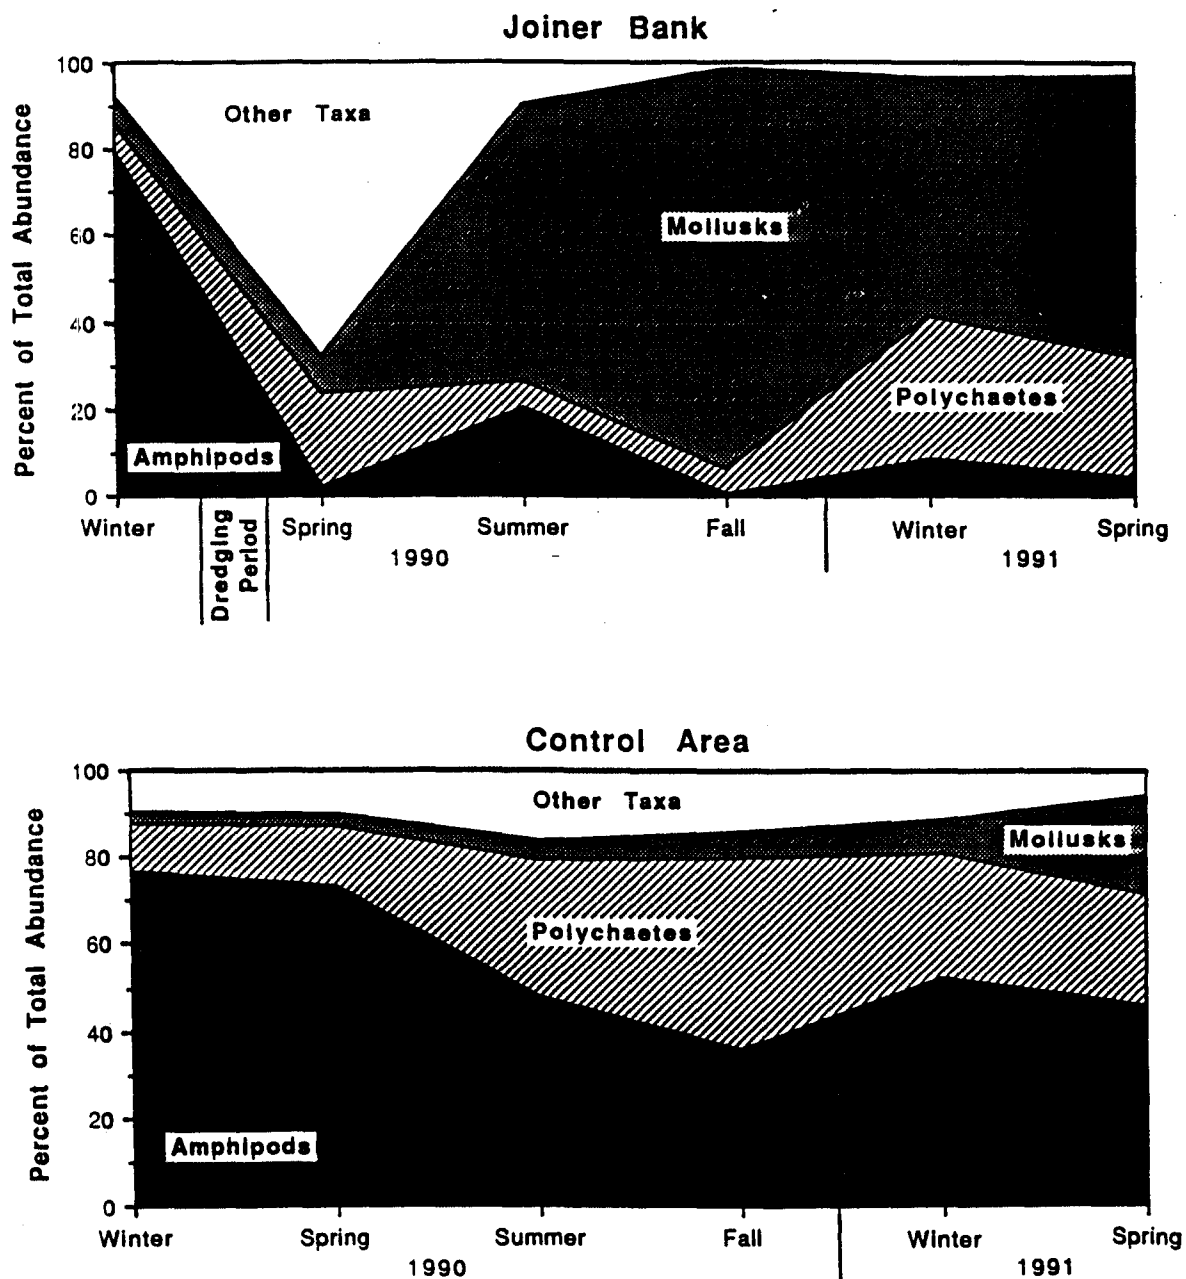 Joiner Bank
100
80
60
40
20
0
Percent of Total Abundance
Other Taxa
Mollusks
Polychaetes
Amphipods
Winter
Spring
Summer
Fall
Winter
Spring
Dredging
Period
1990
1991
Control Area
100
80
60
40
20
0
Percent of Total Abundance
Other Taxa
Mollusks
Polychaetes
Amphipods
Winter
Spring
Summer
Fall
Winter
Spring
1990
1991